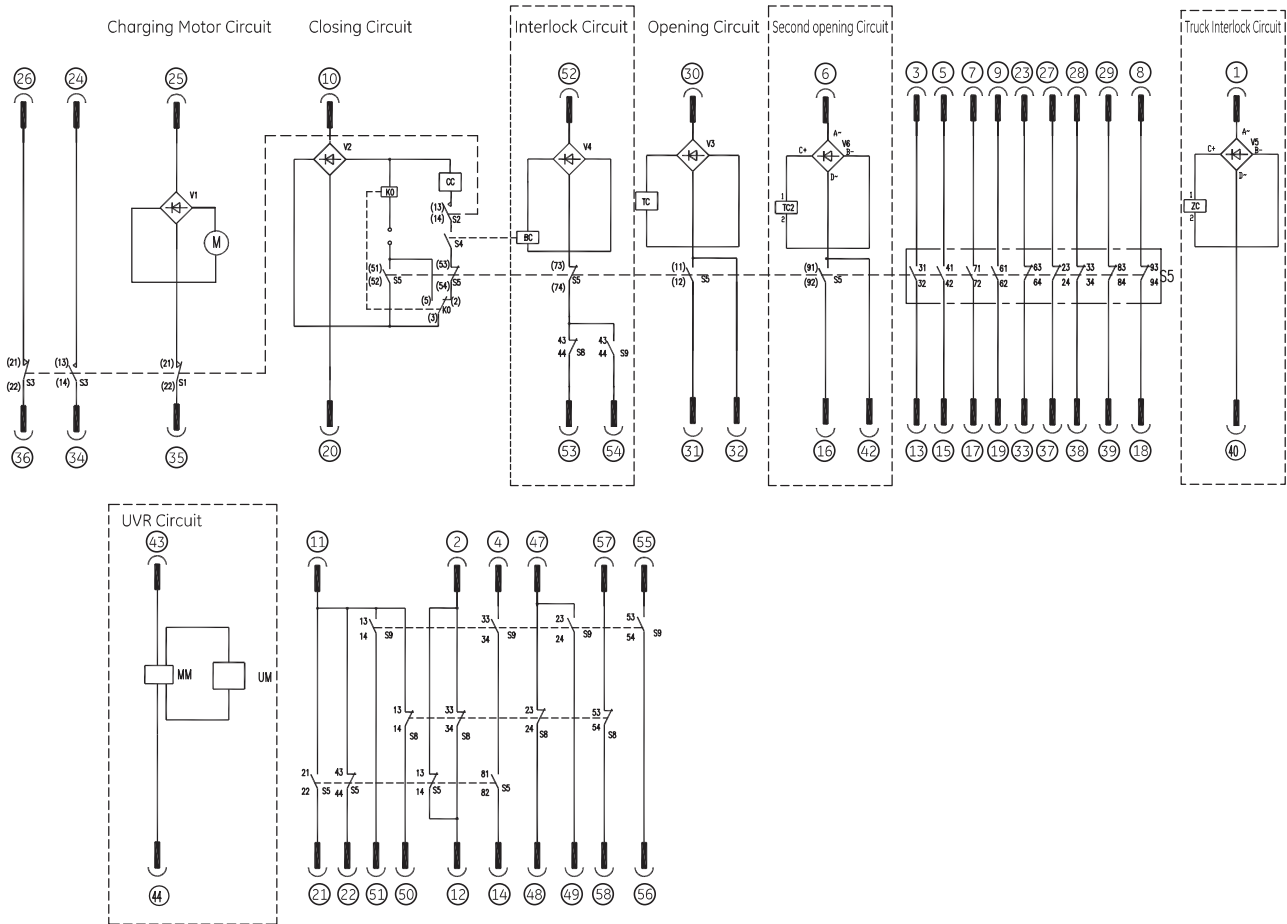 Charging Motor Circuit Closing Circuit Interlock Circuit Opening Circuit Second opening Circuit Truck Interlock Circuit
26 24 25 10 52 30 6 3 5 7 9 23 27 28 29 8 1
A~ A~
V2 V4 V3 C+ V6 B- C+ V5 B-
D~ D~
K0 CC
V1 1 1
TC TC2 ZC
2 2
(13)
(14) S2
M S4 BC
(51) (53) (73) (11) (91) 31 41 71 61 63 23 33 83 93
(52) S5 (54) S5 (74) S5 (12) S5 (92) S5 32 42 72 62 64 24 34 84 94 S5
(5) (2)
(3) K0
43 43
44 S8 44 S9
(21) (13) (21)
(22) S3 (14) S3 (22) S1
36 34 35 20 53 54 31 32 16 42 13 15 17 19 33 37 38 39 18 40
UVR Circuit
43 11 2 4 47 57 55
13 33 23 53
14 S9 34 S9 24 S9 54 S9
MM UM
13 33 23 53
14 S8 34 S8 24 S8 54 S8
21 43 13 81
22 S5 44 S5 14 S5 82 S5
44 21 22 51 50 12 14 48 49 58 56